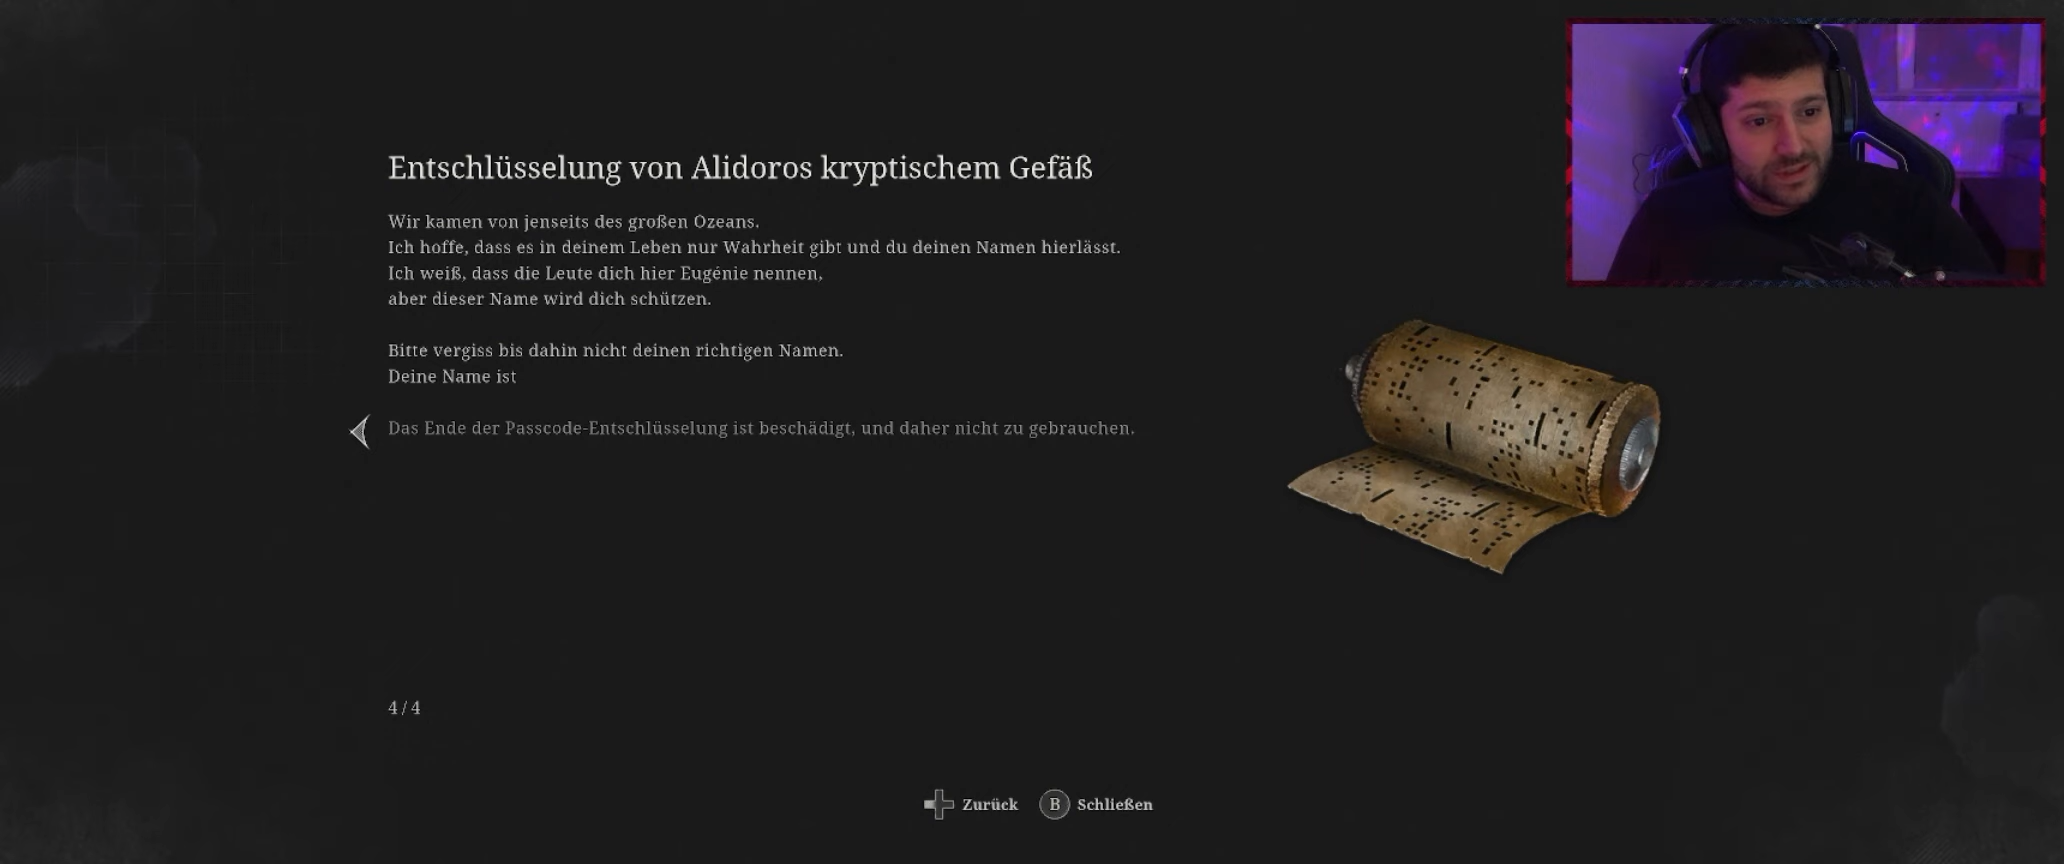 Entschlüsselung von Alidoros kryptischem Gefäß
Wir kamen von jenseits des großen Ozeans.
Ich hoffe, dass es in deinem Leben nur Wahrheit gibt und du deinen Namen hierlässt.
Ich weiß, dass die Leute dich hier Eugénie nennen,
aber dieser Name wird dich schützen.
Bitte vergiss bis dahin nicht deinen richtigen Namen.
Deine Name ist
Das Ende der Passcode-Entschlüsselung ist beschädigt, und daher nicht zu gebrauchen.
4 / 4
Zurück B Schließen